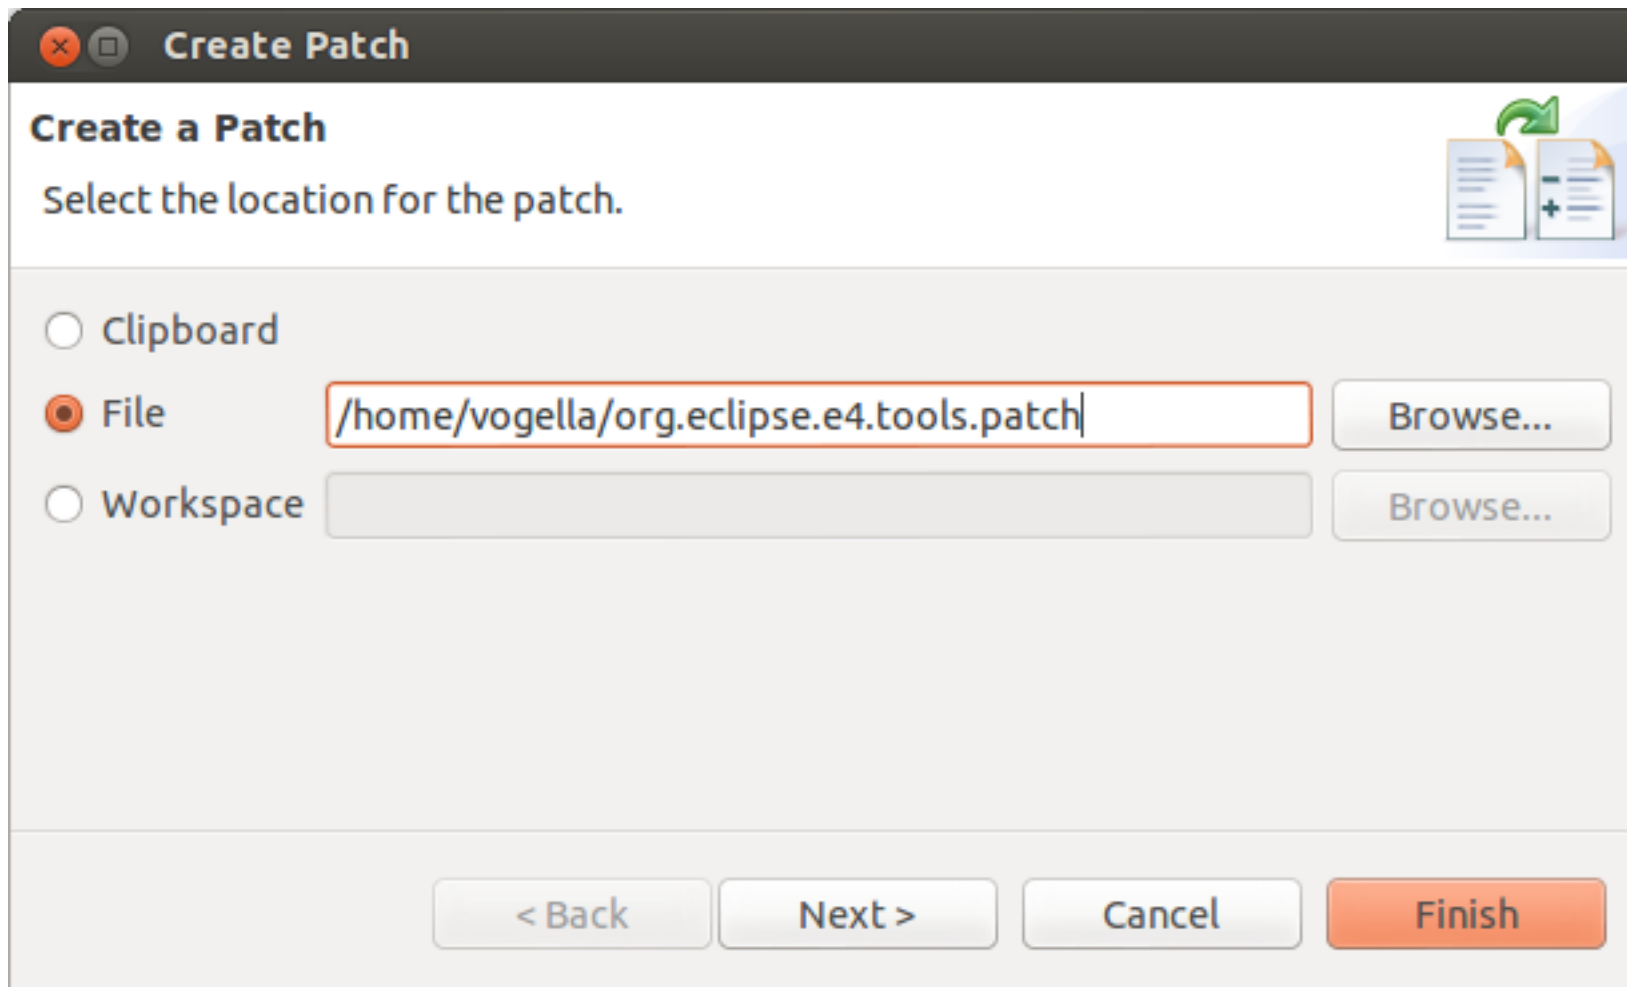 Create Patch
Create a Patch
Select the location for the patch.
Clipboard
File /home/vogella/org.eclipse.e4.tools.patch Browse...
Workspace Browse...
< Back Next > Cancel Finish